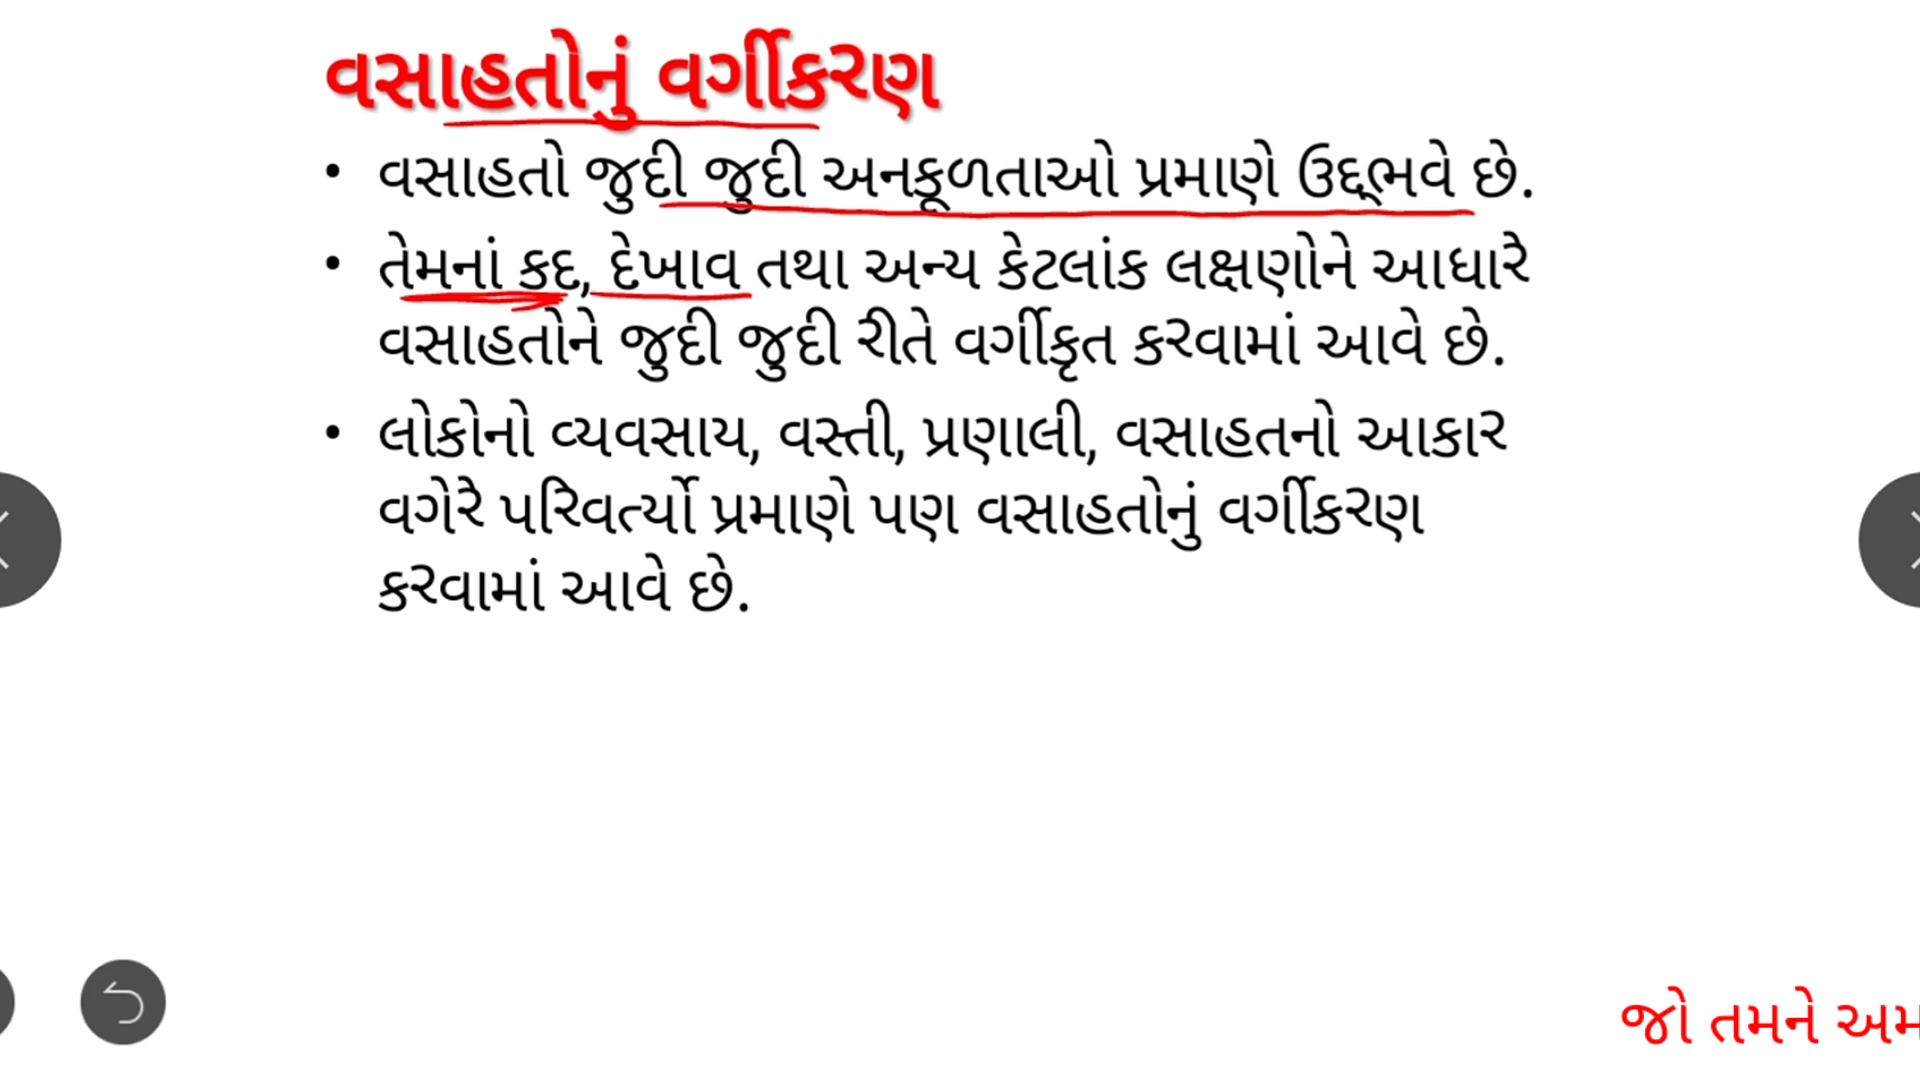 વસાહતોનું વર્ગીકરણ
• વસાહતો જુદી જુદી અનકૂળતાઓ પ્રમાણે ઉદ્દ્ભવે છે.
• તેમનાં કદ, દેખાવ તથા અન્ય કેટલાંક લક્ષણોને આધારે
વસાહતોને જુદી જુદી રીતે વર્ગીકૃત કરવામાં આવે છે.
• લોકોનો વ્યવસાય, વસ્તી, પ્રણાલી, વસાહતનો આકાર
વગેરે પરિવર્ત્યો પ્રમાણે પણ વસાહતોનું વર્ગીકરણ
કરવામાં આવે છે.
જો તમને